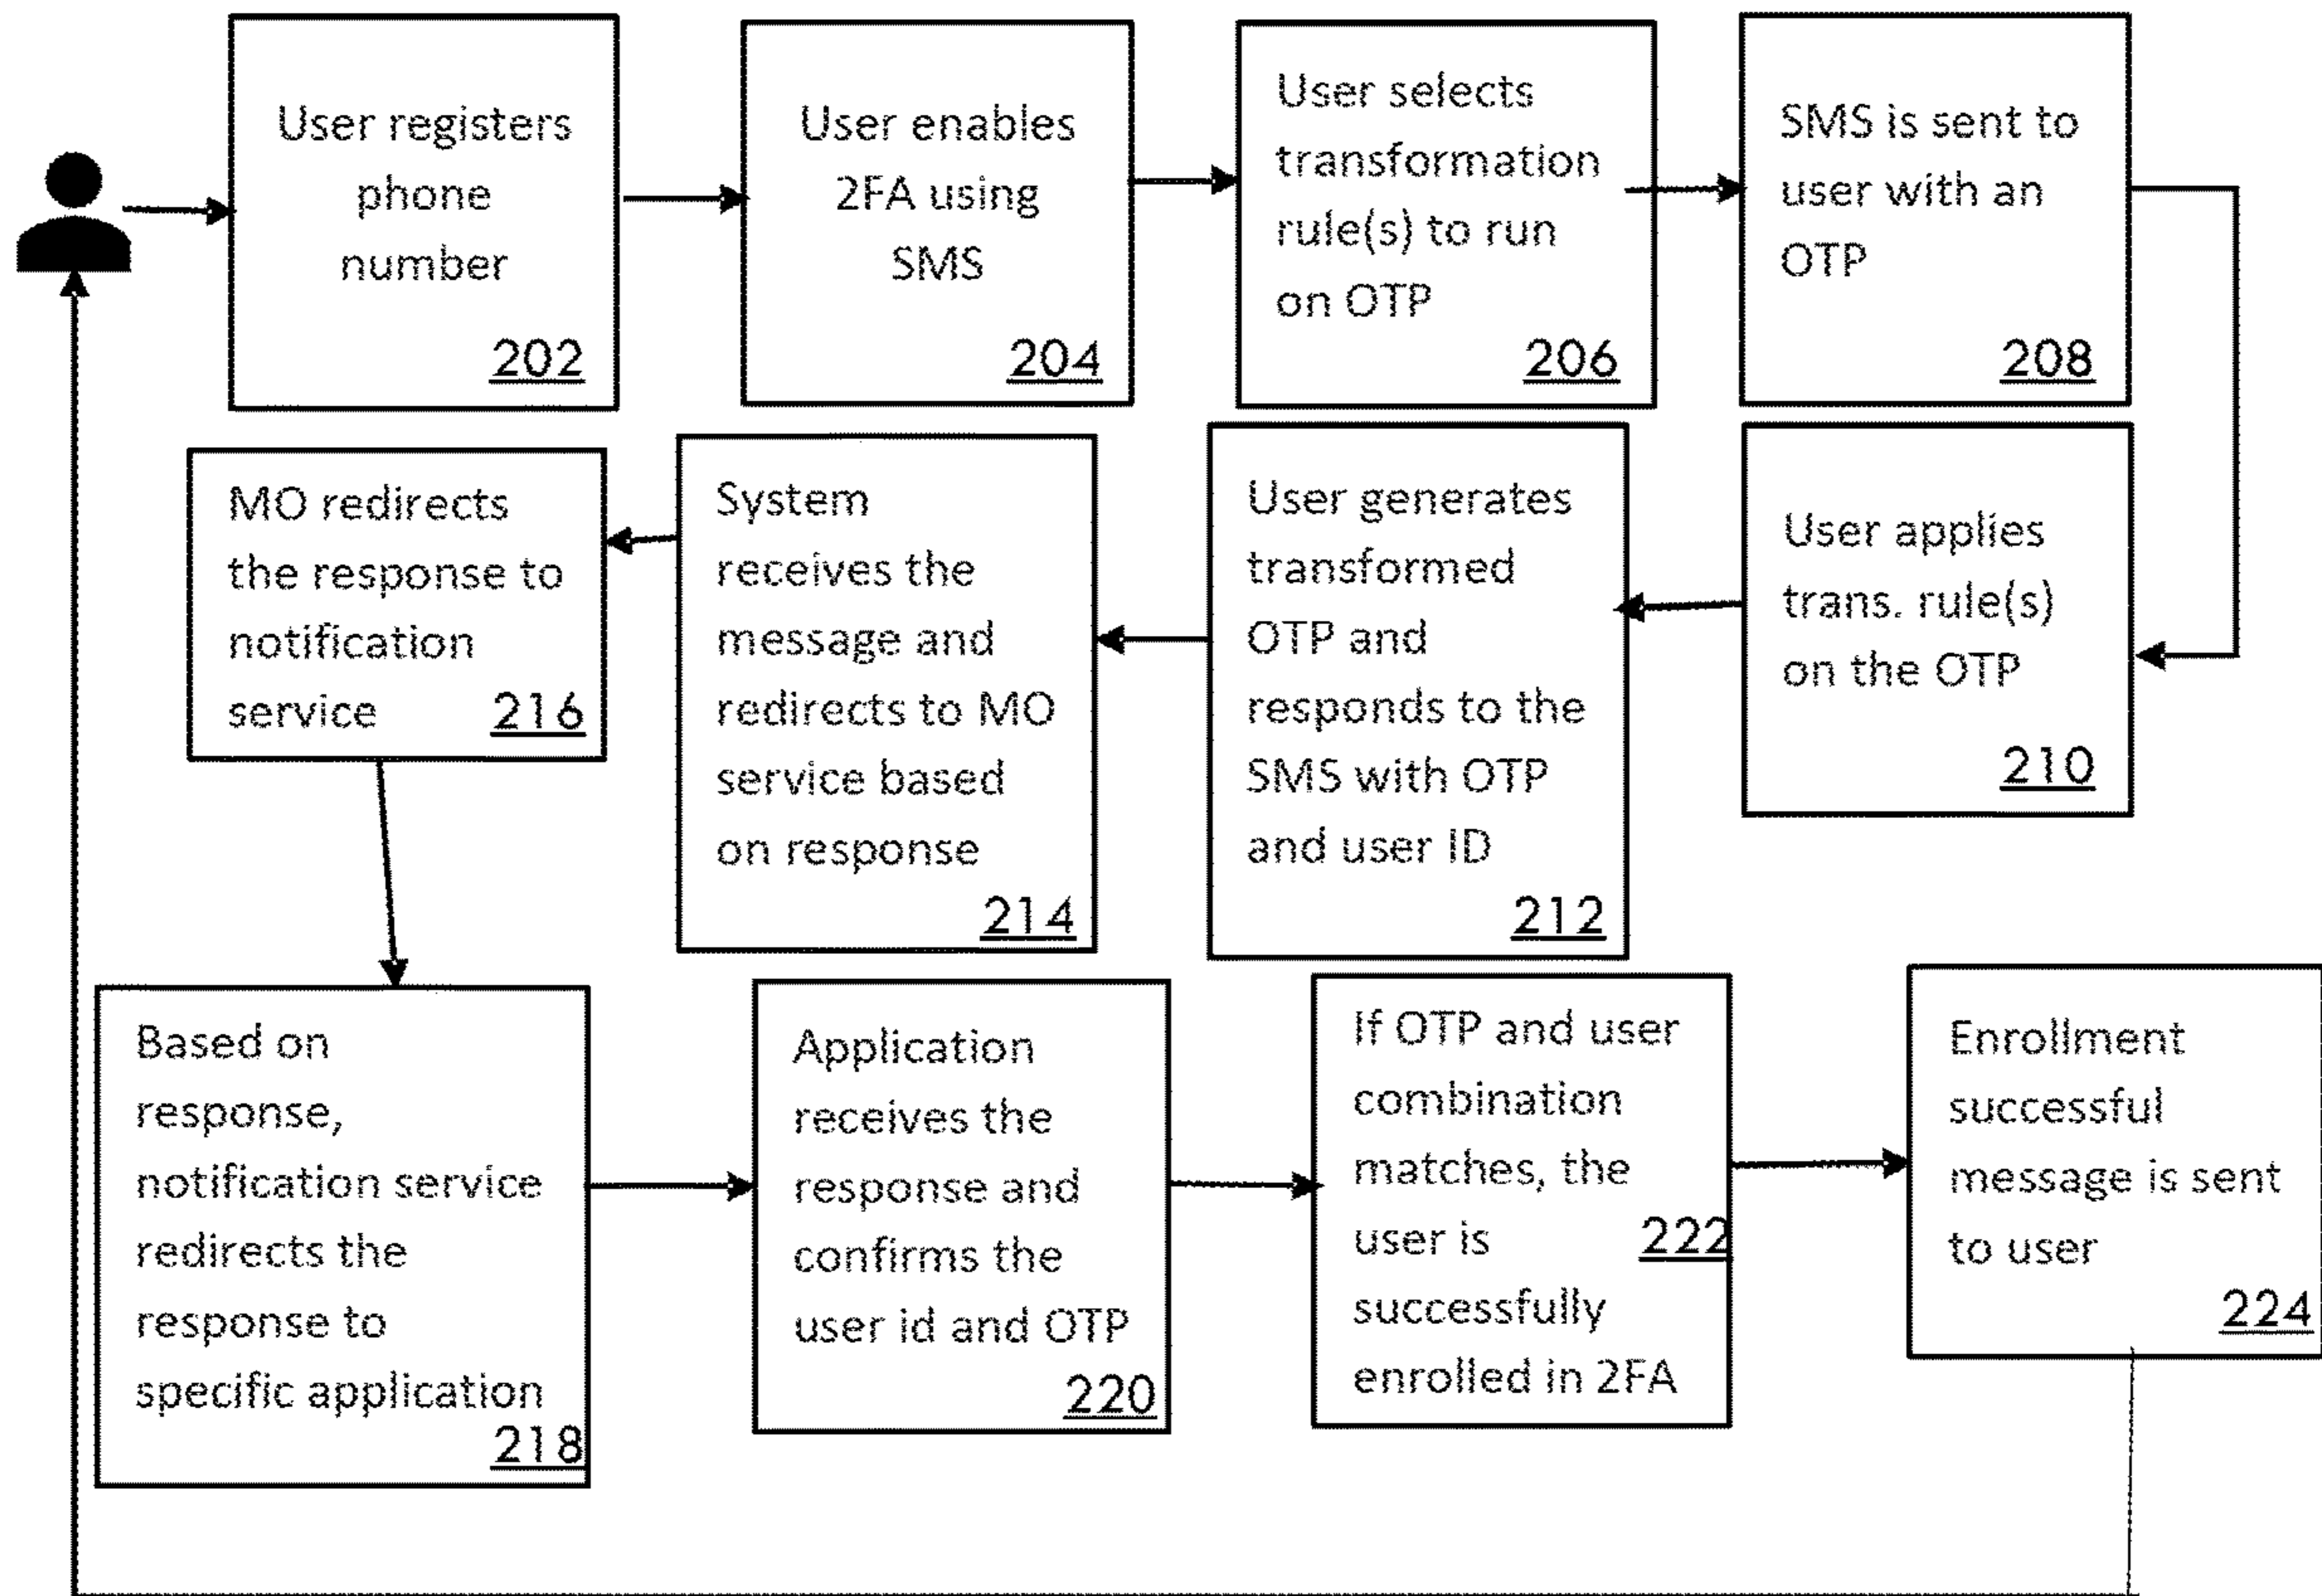 User registers
phone
number
202
User enables
2FA using
SMS
204
User selects
transformation
rule(s) to run
on OTP
206
SMS is sent to
user with an
OTP
208
User applies
trans. rule(s)
on the OTP
210
User generates
transformed
OTP and
responds to the
SMS with OTP
and user ID
212
System
receives the
message and
redirects to MO
service based
on response
214
MO redirects
the response to
notification
service 216
Based on
response,
notification service
redirects the
response to
specific application
218
Application
receives the
response and
confirms the
user id and OTP
220
If OTP and user
combination
matches, the
user is 222
successfully
enrolled in 2FA
Enrollment
successful
message is sent
to user
224